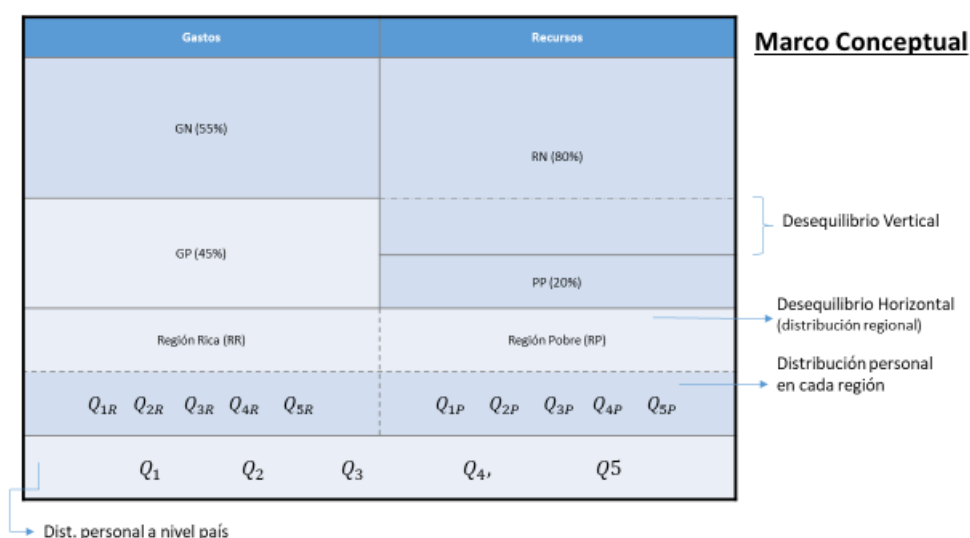 Gastos
Recursos
Marco Conceptual
GN (55%)
RN (80%)
Desequilibrio Vertical
GP (45%)
PP (20%)
Desequilibrio Horizontal
(distribución regional)
Región Rica (RR)
Región Pobre (RP)
Distribución personal
en cada región
Q1R Q2R Q3R Q4R Q5R
Q1P Q2P Q3P Q4P Q5P
Q1 Q2 Q3 Q4, Q5
Dist. personal a nivel país